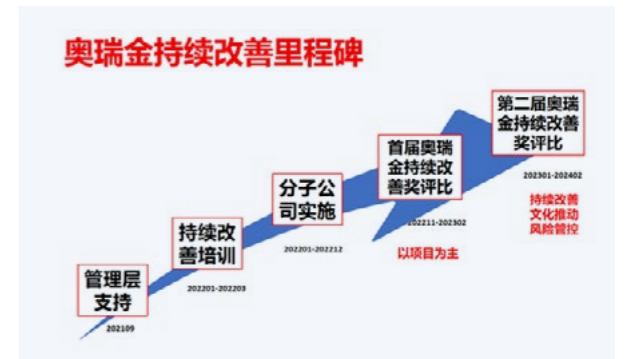 奥瑞金持续改善里程碑
管理层
支持
202109
持续改
善培训
202201-202203
分子公
司实施
202201-202212
首届奥瑞
金持续改
善奖评比
202211-202302
以项目为主
第二届奥瑞
金持续改善
奖评比
202301-202402
持续改善
文化推动
风险管控